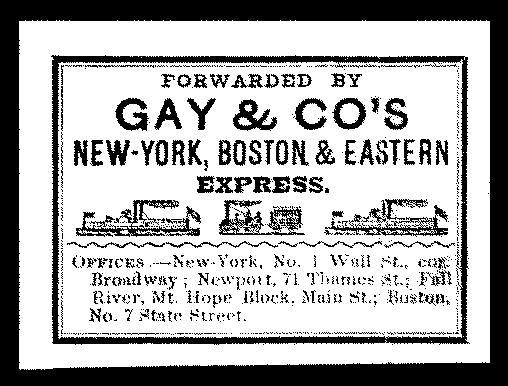 FORWARDED BY
GAY & CO'S
NEW-YORK, BOSTON & EASTERN
EXPRESS.
OFFICES.—New-York, No. 1 Wall St., cor.
Broadway; Newport, 71 Thames St.; Fall
River, Mt. Hope Block, Main St.; Boston,
No. 7 State Street.